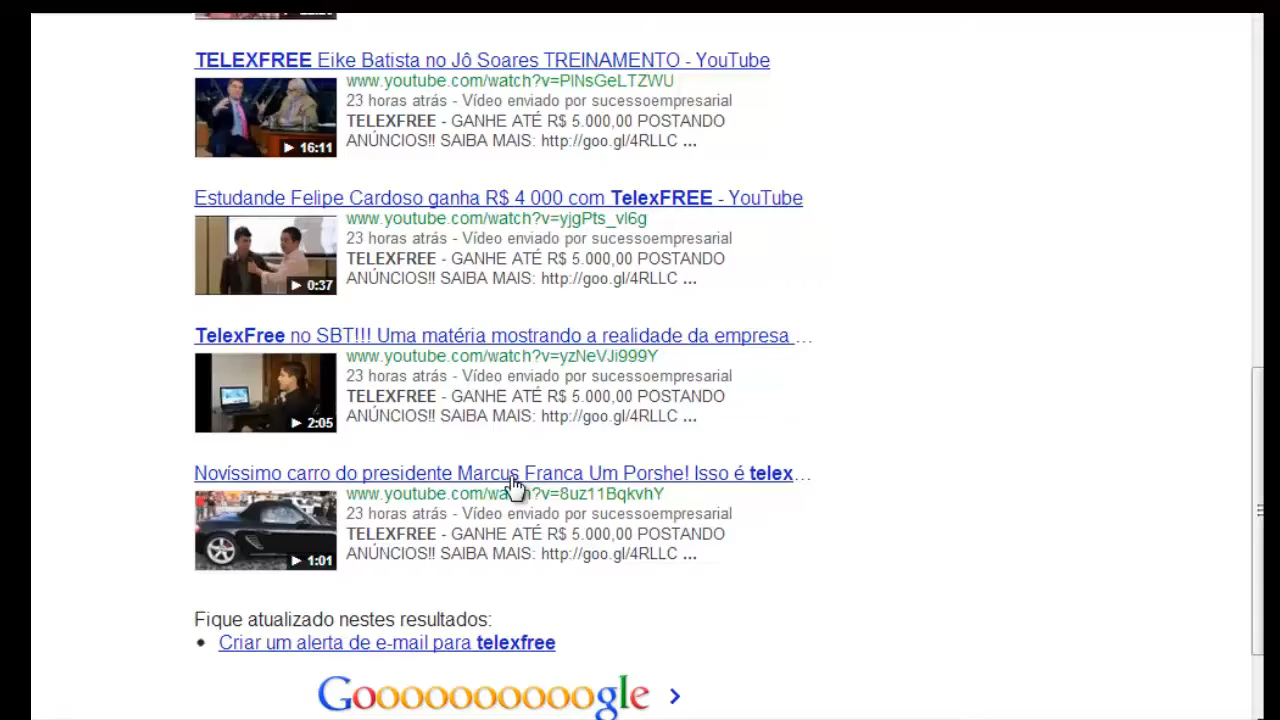 TELEXFREE Eike Batista no Jô Soares TREINAMENTO - YouTube
www.youtube.com/watch?v=PlNsGeLTZWU
23 horas atrás - Vídeo enviado por sucessoempresarial
TELEXFREE - GANHE ATÉ R$ 5.000,00 POSTANDO
ANÚNCIOS!! SAIBA MAIS: http://goo.gl/4RLLC ...
16:11
Estudande Felipe Cardoso ganha R$ 4 000 com TelexFREE - YouTube
www.youtube.com/watch?v=yjgPts_vl6g
23 horas atrás - Vídeo enviado por sucessoempresarial
TELEXFREE - GANHE ATÉ R$ 5.000,00 POSTANDO
ANÚNCIOS!! SAIBA MAIS: http://goo.gl/4RLLC ...
0:37
TelexFree no SBT!!! Uma matéria mostrando a realidade da empresa ...
www.youtube.com/watch?v=yzNeVJi999Y
23 horas atrás - Vídeo enviado por sucessoempresarial
TELEXFREE - GANHE ATÉ R$ 5.000,00 POSTANDO
ANÚNCIOS!! SAIBA MAIS: http://goo.gl/4RLLC ...
2:05
Novíssimo carro do presidente Marcus Franca Um Porshe! Isso é telex...
www.youtube.com/watch?v=8uz11BqkvhY
23 horas atrás - Vídeo enviado por sucessoempresarial
TELEXFREE - GANHE ATÉ R$ 5.000,00 POSTANDO
ANÚNCIOS!! SAIBA MAIS: http://goo.gl/4RLLC ...
1:01
Fique atualizado nestes resultados:
• Criar um alerta de e-mail para telexfree
Goooooooooogle >